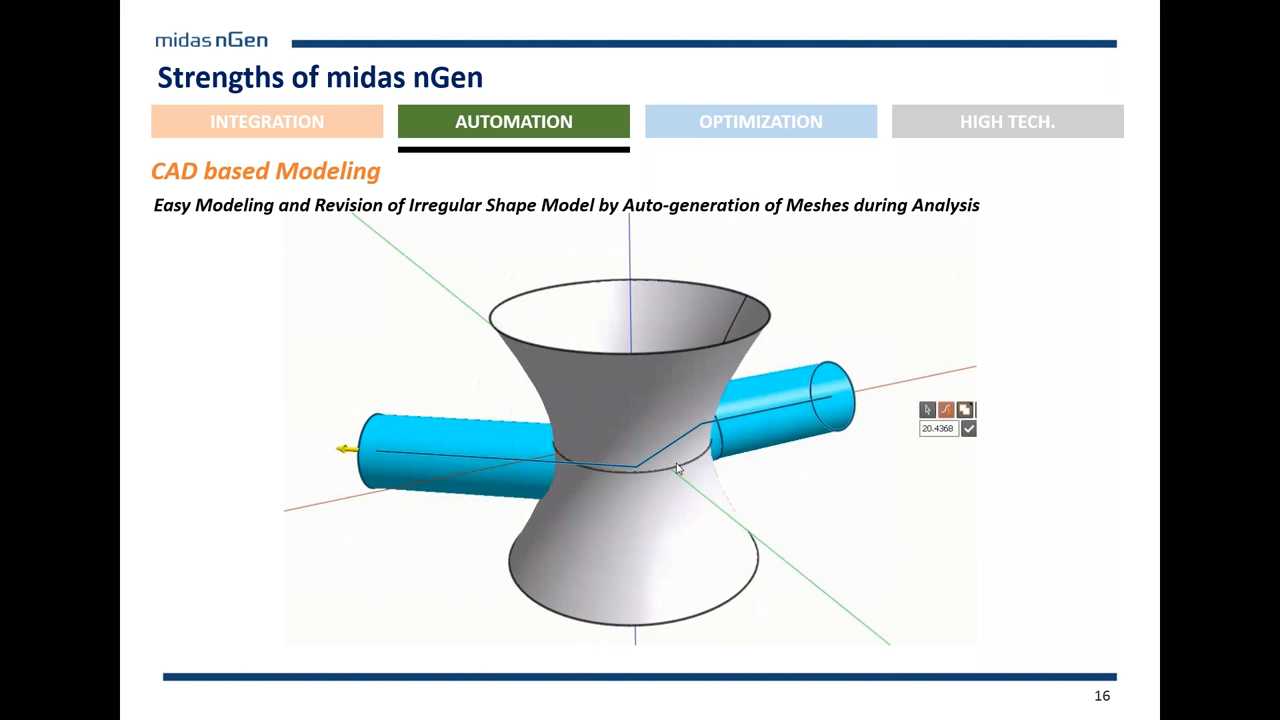 midas nGen
Strengths of midas nGen
INTEGRATION
AUTOMATION
OPTIMIZATION
HIGH TECH.
CAD based Modeling
Easy Modeling and Revision of Irregular Shape Model by Auto-generation of Meshes during Analysis
20.4368
16